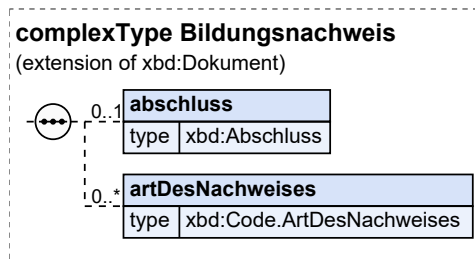 complexType Bildungsnachweis
(extension of xbd:Dokument)
0..1
abschluss
type xbd:Abschluss
0..*
artDesNachweises
type xbd:Code.ArtDesNachweises